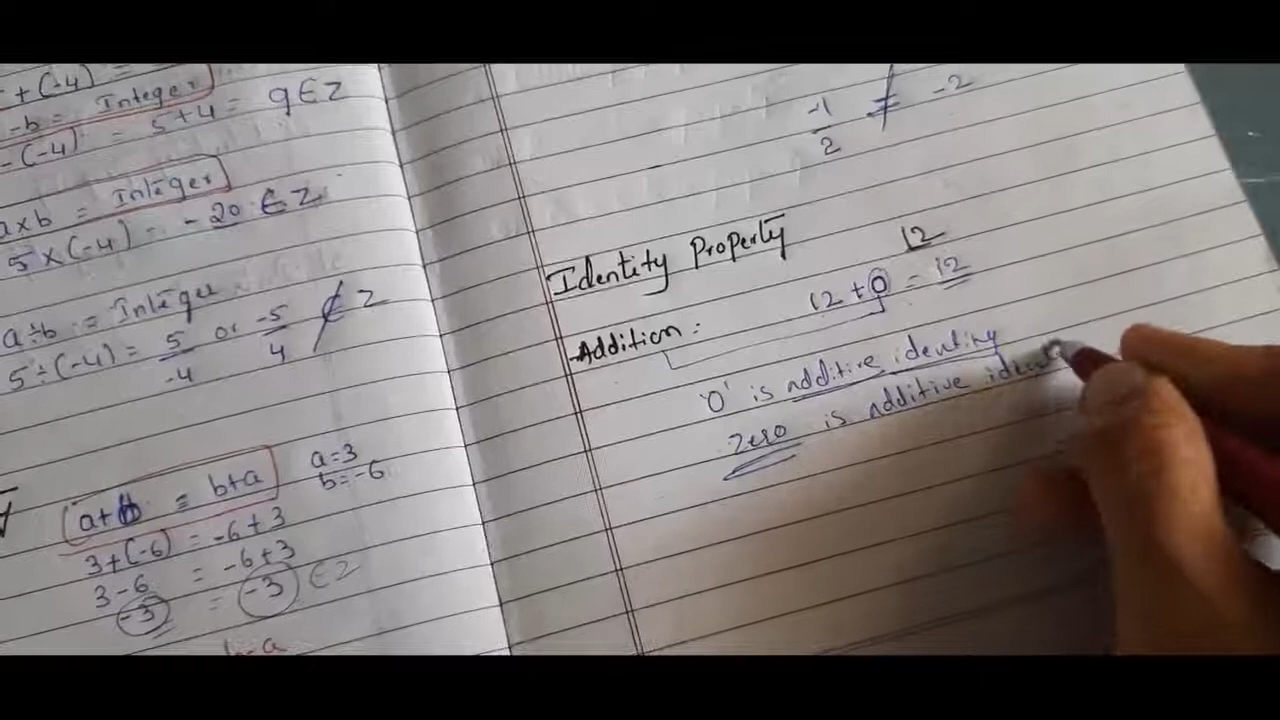 + (-4) =
-b = Integer
-(-4) = 5+4 = 9 ∈ Z
a×b = Integer
5×(-4) = -20 ∈ Z
a÷b = Integer
5÷(-4) = 5/-4 or -5/4 ∉ Z
a+b = b+a a=3
b=-6
3+(-6) = -6+3
3-6 = -6+3
-3 = -3 ∈ Z
-1/2 ≠ -2
Identity Property
12
Addition: 12+0 = 12
'0' is additive identity
Zero is additive